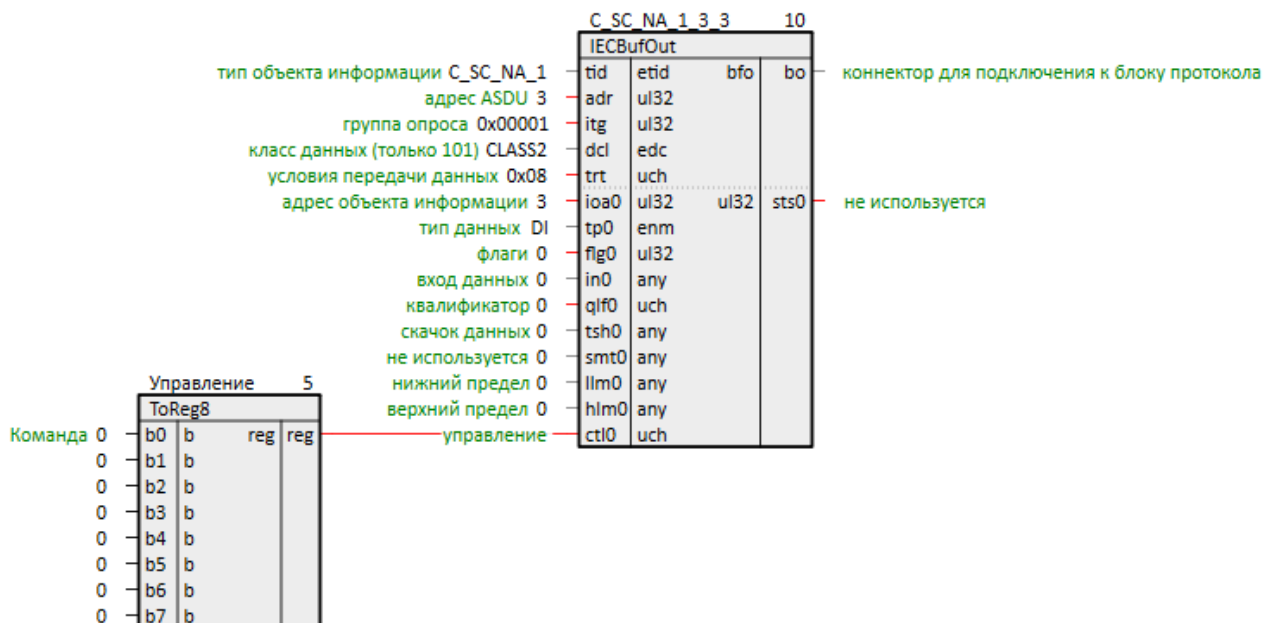 C_SC_NA_1_3_3 10
IECBufOut
тип объекта информации C_SC_NA_1 tid etid bfo bo коннектор для подключения к блоку протокола
адрес ASDU 3 adr ul32
группа опроса 0x00001 itg ul32
класс данных (только 101) CLASS2 dcl edc
условия передачи данных 0x08 trt uch
адрес объекта информации 3 ioa0 ul32 ul32 sts0 не используется
тип данных DI tp0 enm
флаги 0 flg0 ul32
вход данных 0 in0 any
квалификатор 0 qlf0 uch
скачок данных 0 tsh0 any
не используется 0 smt0 any
нижний предел 0 llm0 any
верхний предел 0 hlm0 any
управление ctl0 uch
Управление 5
ToReg8
Команда 0 b0 b reg reg
0 b1 b
0 b2 b
0 b3 b
0 b4 b
0 b5 b
0 b6 b
0 b7 b